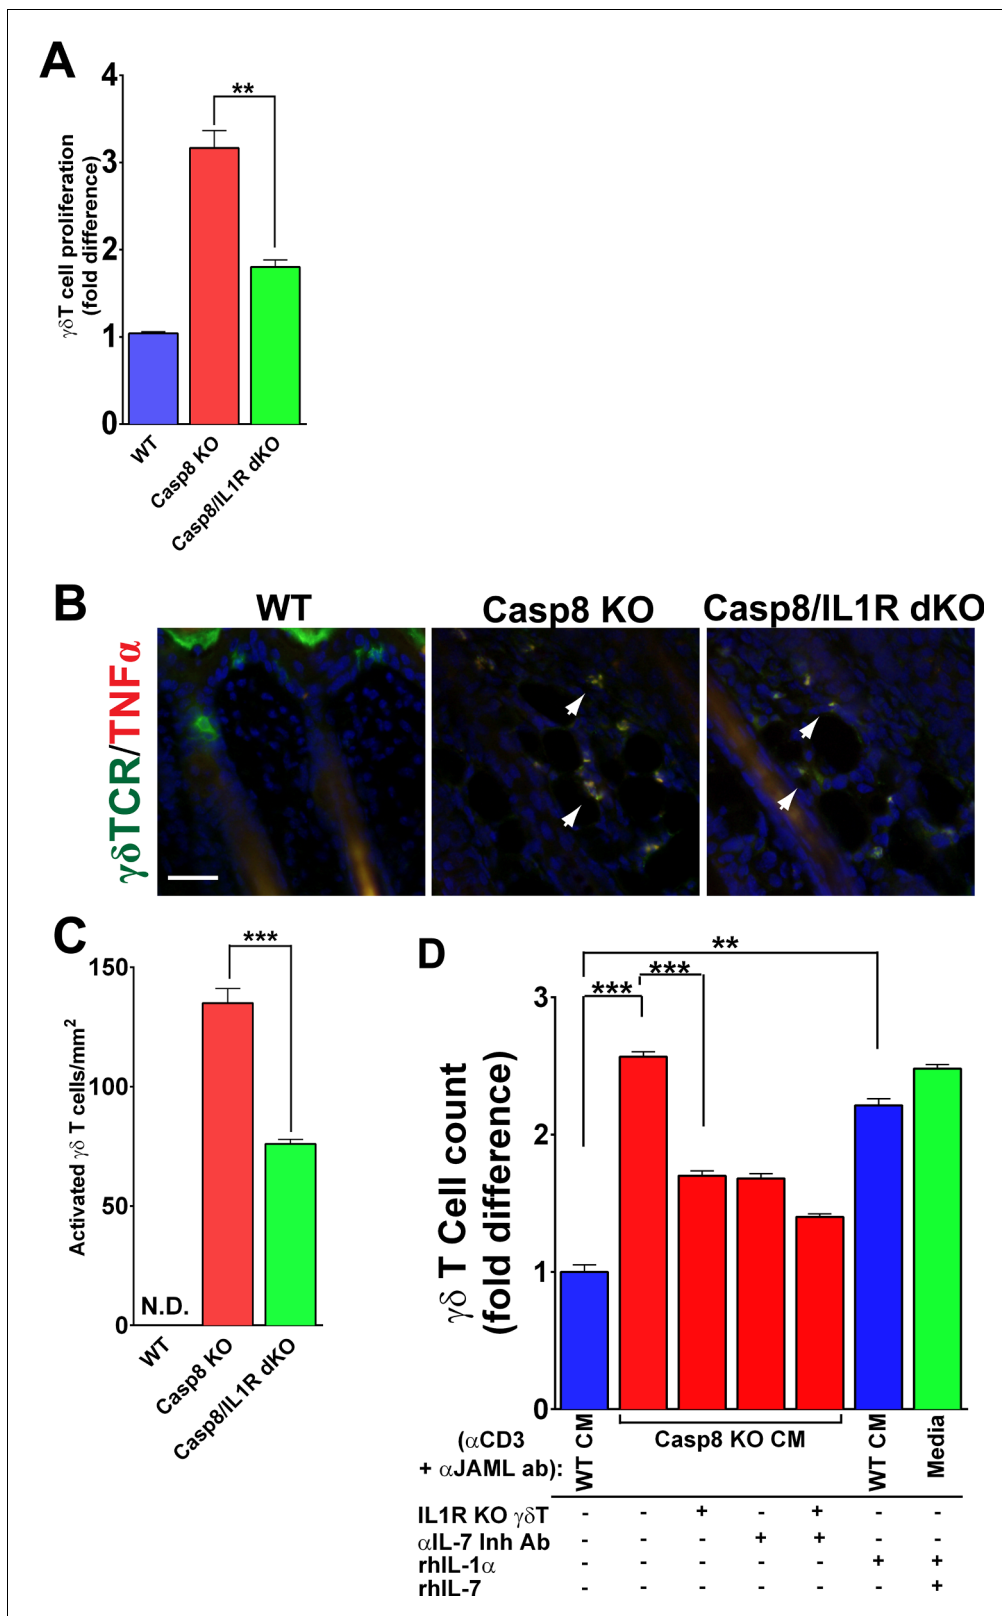 A
γδT cell proliferation
(fold difference)
4
3
2
1
0
**
WT
Casp8 KO
Casp8/IL1R dKO
B
WT
Casp8 KO
Casp8/IL1R dKO
γδTCR/TNFα
C
Activated γδ T cells/mm²
150
100
50
0
***
N.D.
WT
Casp8 KO
Casp8/IL1R dKO
D
γδ T Cell count
(fold difference)
3
2
1
0
**
***
***
(αCD3
+ αJAML ab):
WT CM
Casp8 KO CM
WT CM
Media
IL1R KO γδT - - + - + - -
αIL-7 Inh Ab - - - + + - -
rhIL-1α - - - - - + +
rhIL-7 - - - - - - +